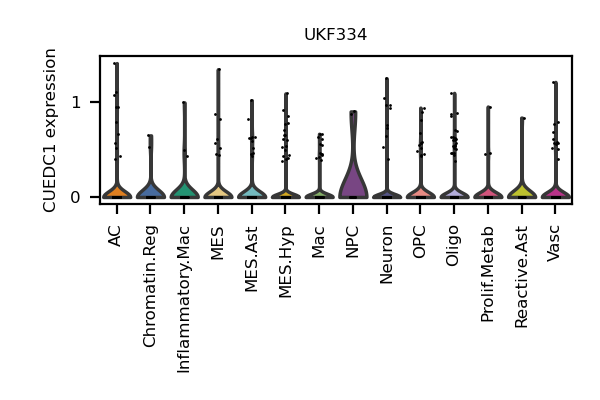 UKF334
CUEDC1 expression
1
0
AC
Chromatin.Reg
Inflammatory.Mac
MES
MES.Ast
MES.Hyp
Mac
NPC
Neuron
OPC
Oligo
Prolif.Metab
Reactive.Ast
Vasc